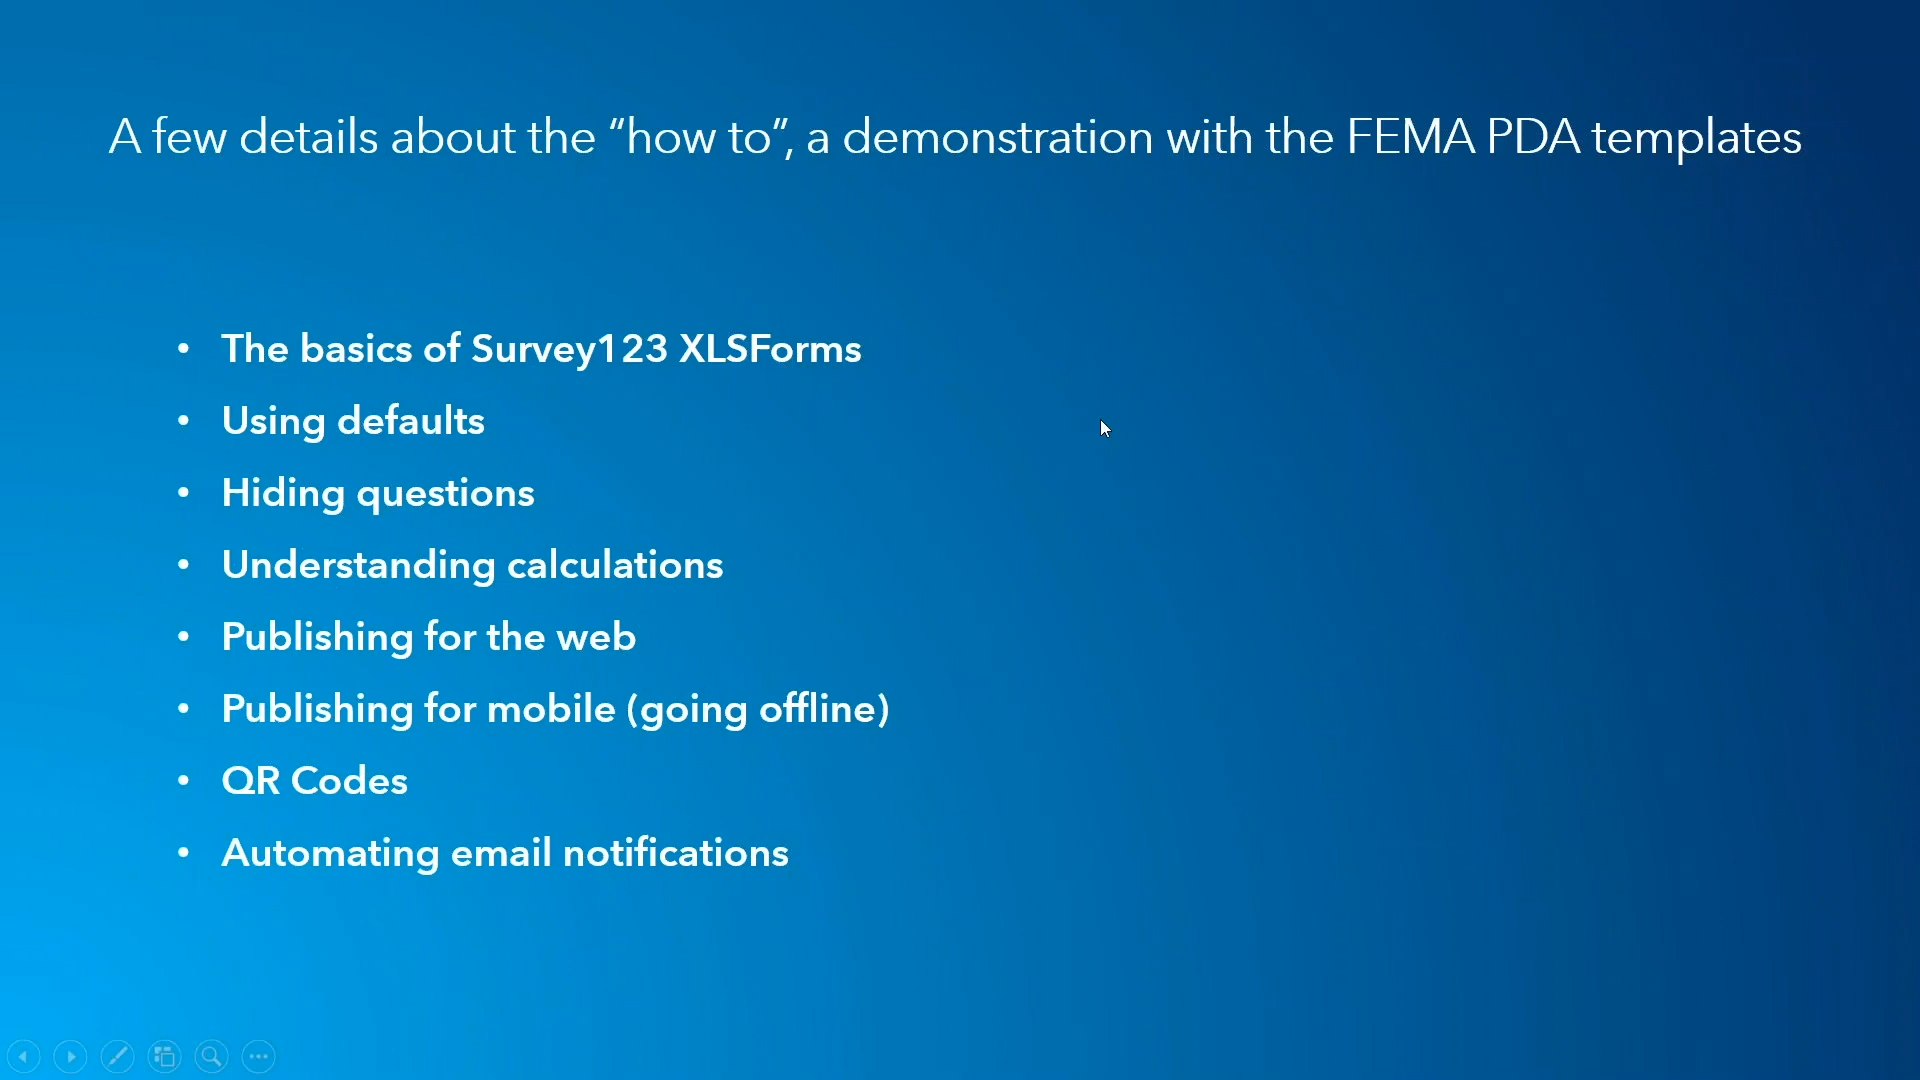 A few details about the “how to”, a demonstration with the FEMA PDA templates
• The basics of Survey123 XLSForms
• Using defaults
• Hiding questions
• Understanding calculations
• Publishing for the web
• Publishing for mobile (going offline)
• QR Codes
• Automating email notifications